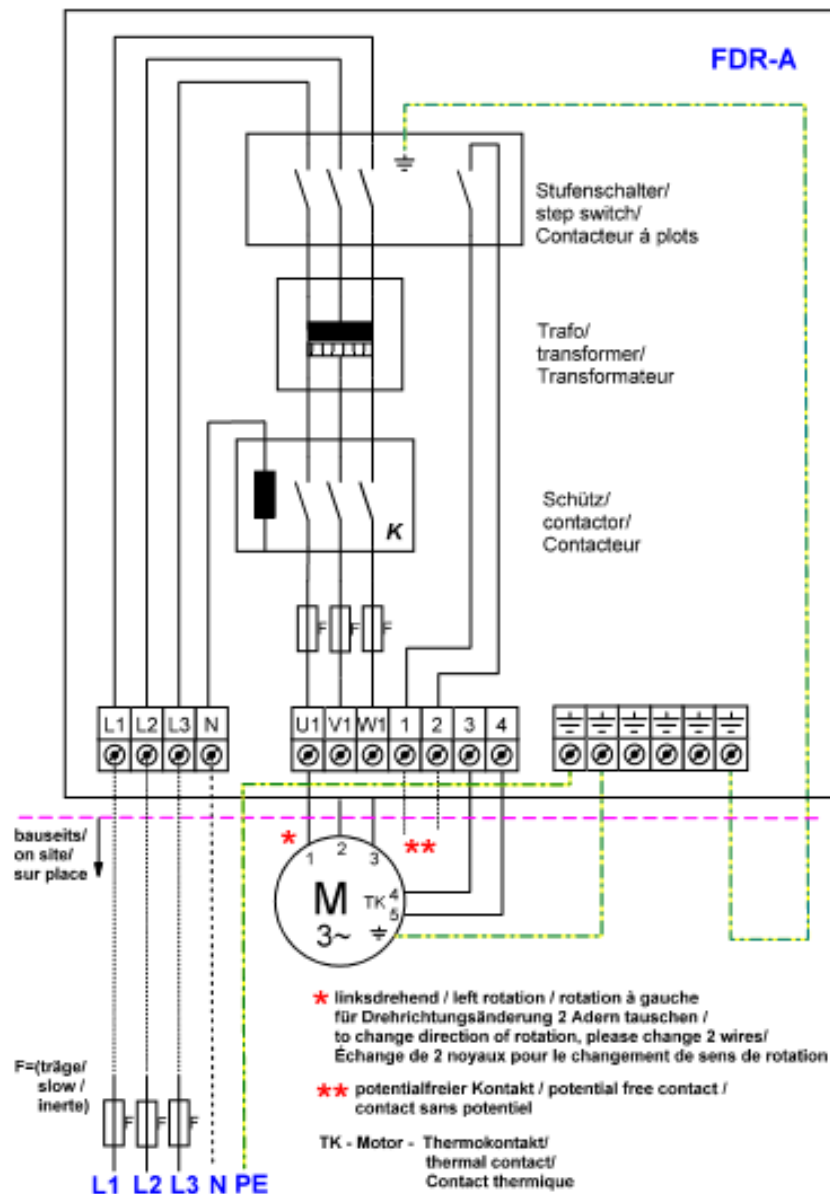 FDR-A
Stufenschalter/
step switch/
Contacteur á plots
Trafo/
transformer/
Transformateur
Schütz/
contactor/
Contacteur
K
F F F
L1 L2 L3 N U1 V1 W1 1 2 3 4
bauseits/
on site/
sur place
* **
1 2 3
M TK 4
5
3~
* linksdrehend / left rotation / rotation à gauche
für Drehrichtungsänderung 2 Adern tauschen /
to change direction of rotation, please change 2 wires/
Échange de 2 noyaux pour le changement de sens de rotation
F=(träge/
slow /
inerte)
** potentialfreier Kontakt / potential free contact /
contact sans potentiel
F F F
TK - Motor - Thermokontakt/
thermal contact/
Contact thermique
L1 L2 L3 N PE